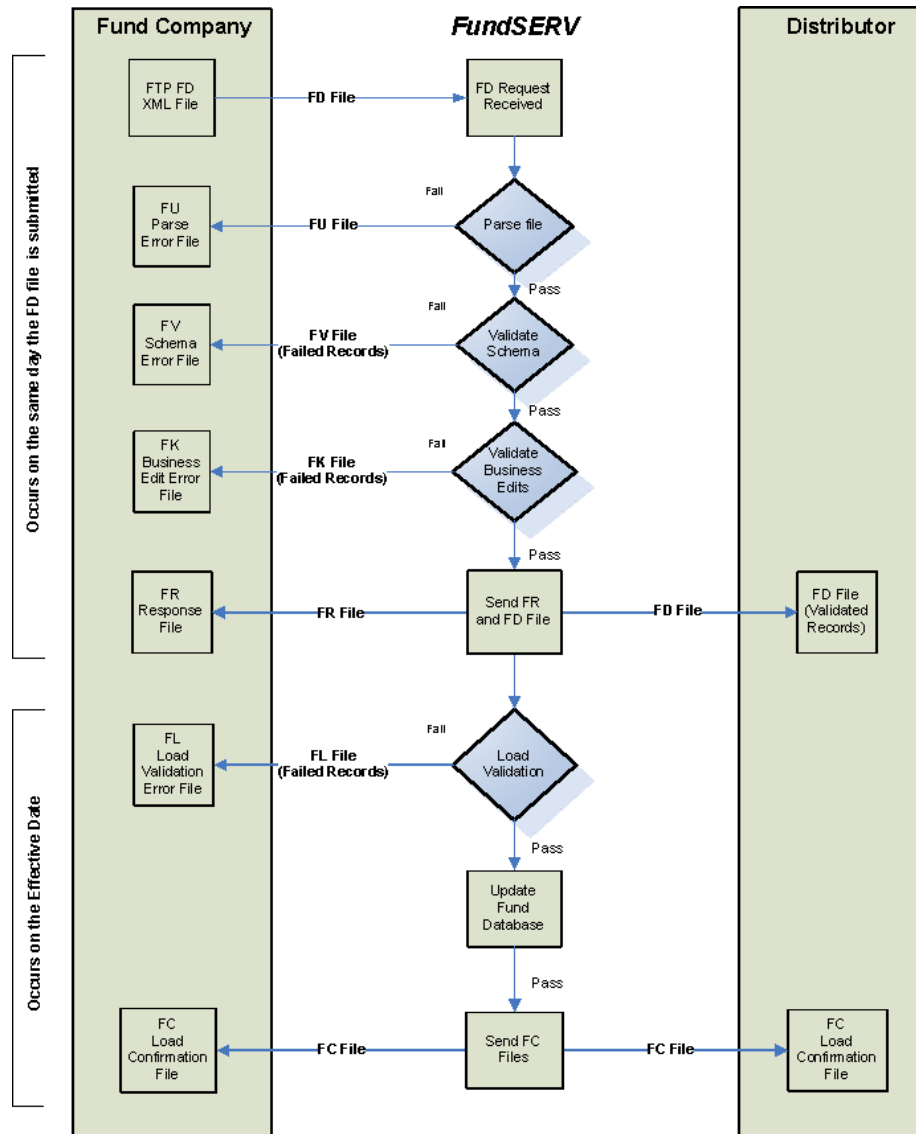 Fund Company
FundSERV
Distributor
Occurs on the same day the FD file is submitted
FTP FD
XML File
FD File
FD Request
Received
Fail
Parse file
FU File
FU
Parse
Error File
Pass
Fail
Validate
Schema
FV File
(Failed Records)
FV
Schema
Error File
Pass
Fail
Validate
Business
Edits
FK File
(Failed Records)
FK
Business
Edit Error
File
Pass
FR
Response
File
FR File
Send FR
and FD File
FD File
FD File
(Validated
Records)
Occurs on the Effective Date
Fail
Load
Validation
FL File
(Failed Records)
FL
Load
Validation
Error File
Pass
Update
Fund
Database
Pass
FC
Load
Confirmation
File
FC File
Send FC
Files
FC File
FC
Load
Confirmation
File